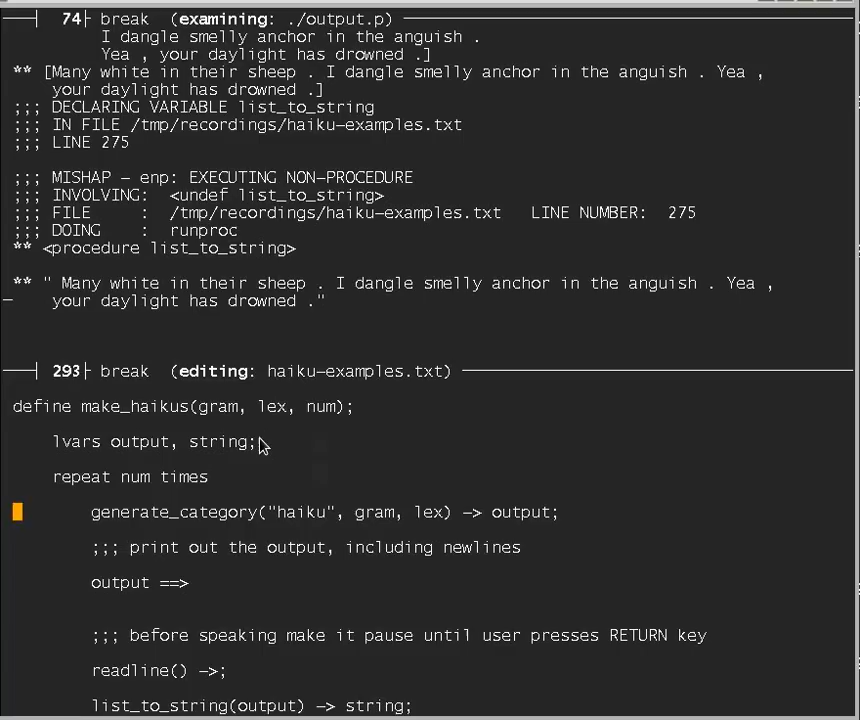 74 break (examining: ./output.p)
I dangle smelly anchor in the anguish .
Yea , your daylight has drowned .]
** [Many white in their sheep . I dangle smelly anchor in the anguish . Yea ,
your daylight has drowned .]
;;; DECLARING VARIABLE list_to_string
;;; IN FILE /tmp/recordings/haiku-examples.txt
;;; LINE 275
;;; MISHAP - enp: EXECUTING NON-PROCEDURE
;;; INVOLVING: <undef list_to_string>
;;; FILE : /tmp/recordings/haiku-examples.txt LINE NUMBER: 275
;;; DOING : runproc
** <procedure list_to_string>
** " Many white in their sheep . I dangle smelly anchor in the anguish . Yea ,
your daylight has drowned ."
293 break (editing: haiku-examples.txt)
define make_haikus(gram, lex, num);
lvars output, string;
repeat num times
generate_category("haiku", gram, lex) -> output;
;;; print out the output, including newlines
output ==>
;;; before speaking make it pause until user presses RETURN key
readline() ->;
list_to_string(output) -> string;